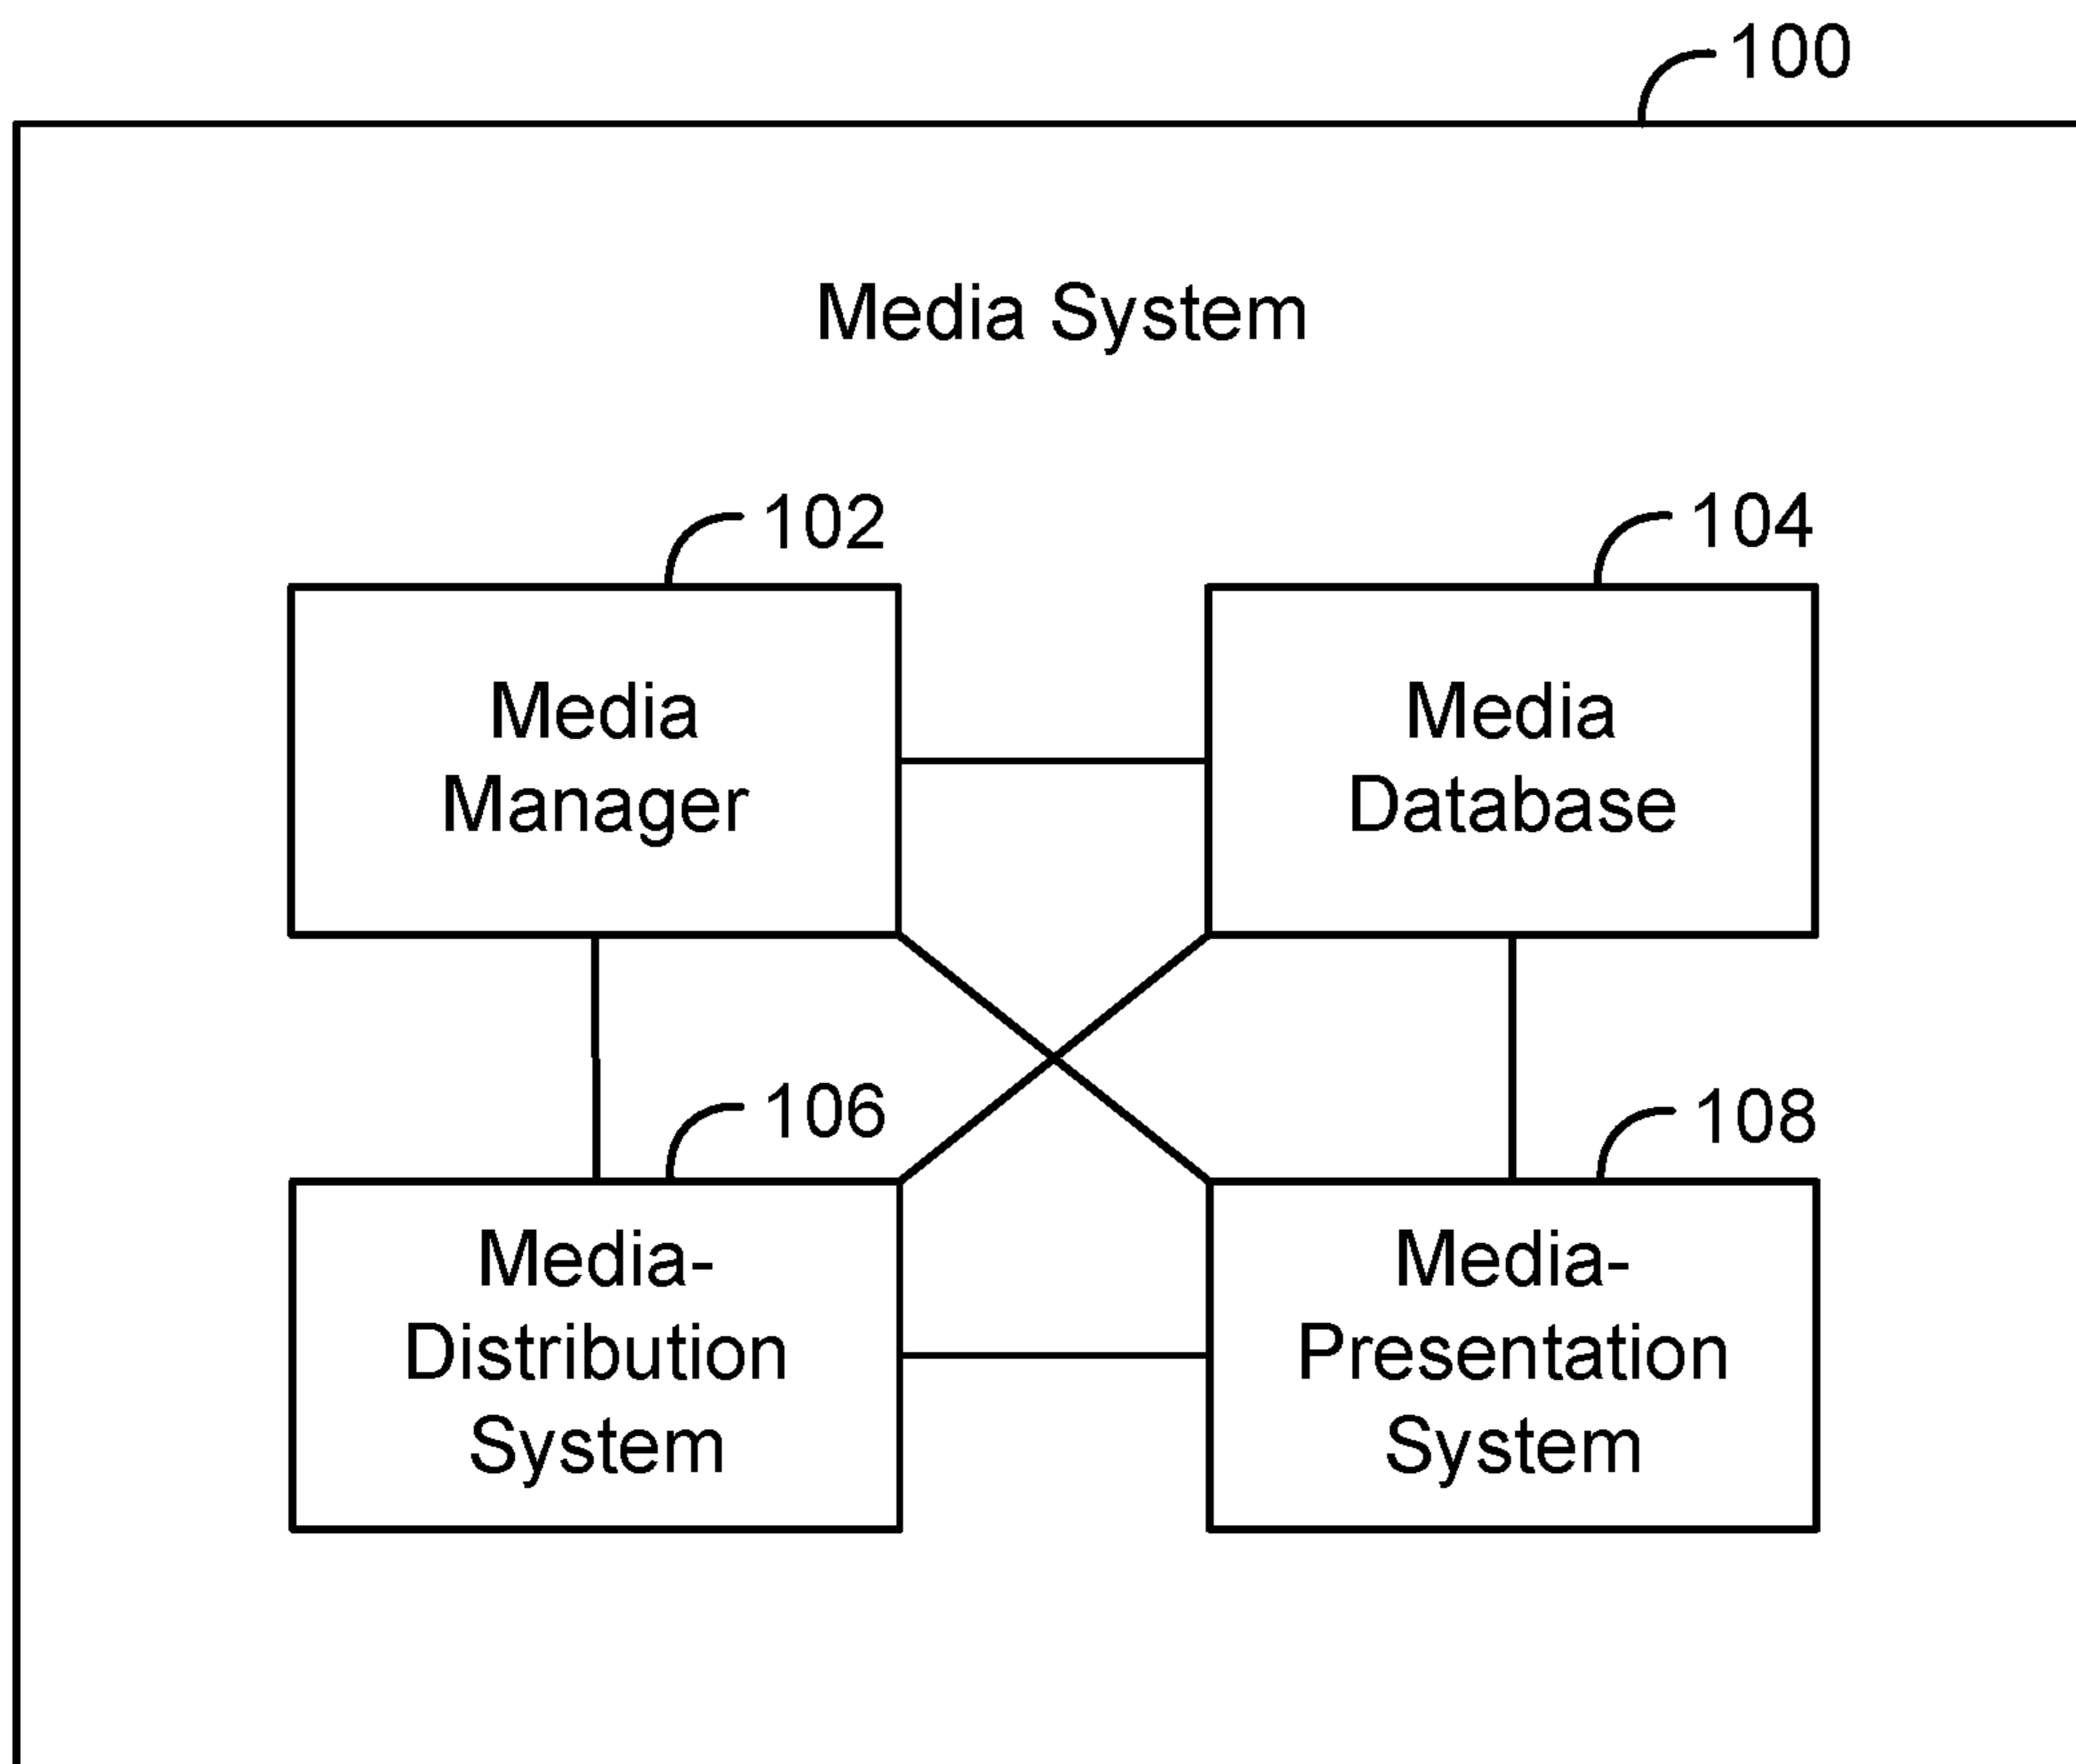 100
Media System
102
104
Media
Manager
Media
Database
106
108
Media-
Distribution
System
Media-
Presentation
System